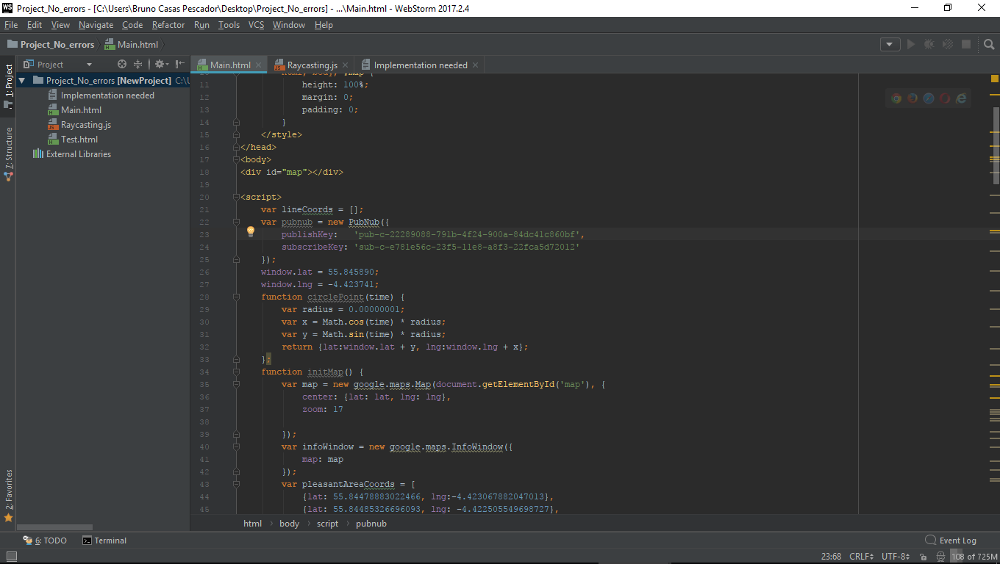 WS Project_No_errors - [C:\Users\Bruno Casas Pescador\Desktop\Project_No_errors] - ...\Main.html - WebStorm 2017.2.4
File Edit View Navigate Code Refactor Run Tools VCS Window Help
Project_No_errors Main.html
Project
Main.html Raycasting.js Implementation needed
1: Project
7: Structure
2: Favorites
Project_No_errors [NewProject] C:\U
Implementation needed
Main.html
Raycasting.js
Test.html
External Libraries
10 html, body, #map {
11 height: 100%;
12 margin: 0;
13 padding: 0;
14 }
15 </style>
16 </head>
17 <body>
18 <div id="map"></div>
19
20 <script>
21 var lineCoords = [];
22 var pubnub = new PubNub({
23 publishKey: 'pub-c-22289088-791b-4f24-900a-84dc41c860bf',
24 subscribeKey: 'sub-c-e781e56c-23f5-11e8-a8f3-22fca5d72012'
25 });
26 window.lat = 55.845890;
27 window.lng = -4.423741;
28 function circlePoint(time) {
29 var radius = 0.00000001;
30 var x = Math.cos(time) * radius;
31 var y = Math.sin(time) * radius;
32 return {lat:window.lat + y, lng:window.lng + x};
33 };
34 function initMap() {
35 var map = new google.maps.Map(document.getElementById('map'), {
36 center: {lat: lat, lng: lng},
37 zoom: 17
38
39 });
40 var infoWindow = new google.maps.InfoWindow({
41 map: map
42 });
43 var pleasantAreaCoords = [
44 {lat: 55.84478883022466, lng:-4.423067882047013},
45 {lat: 55.84485326696093, lng: -4.422505549698727},
html body script pubnub
6: TODO Terminal Event Log
23:68 CRLF UTF-8 108 of 725M